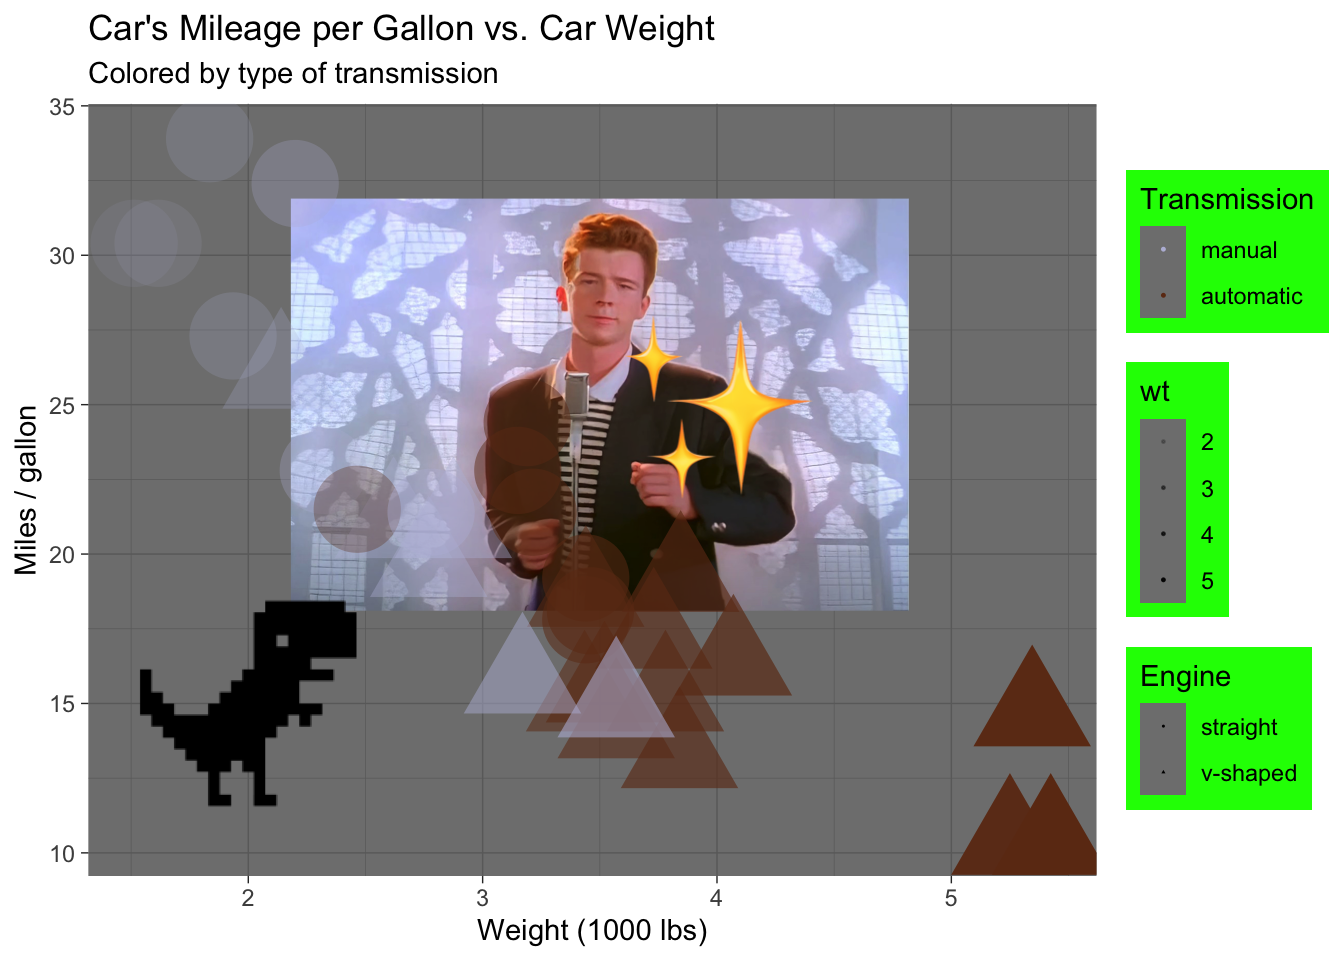 Car's Mileage per Gallon vs. Car Weight
Colored by type of transmission
35
30
25
20
15
10
Miles / gallon
2
3
4
5
Weight (1000 lbs)
Transmission
manual
automatic
wt
2
3
4
5
Engine
straight
v-shaped